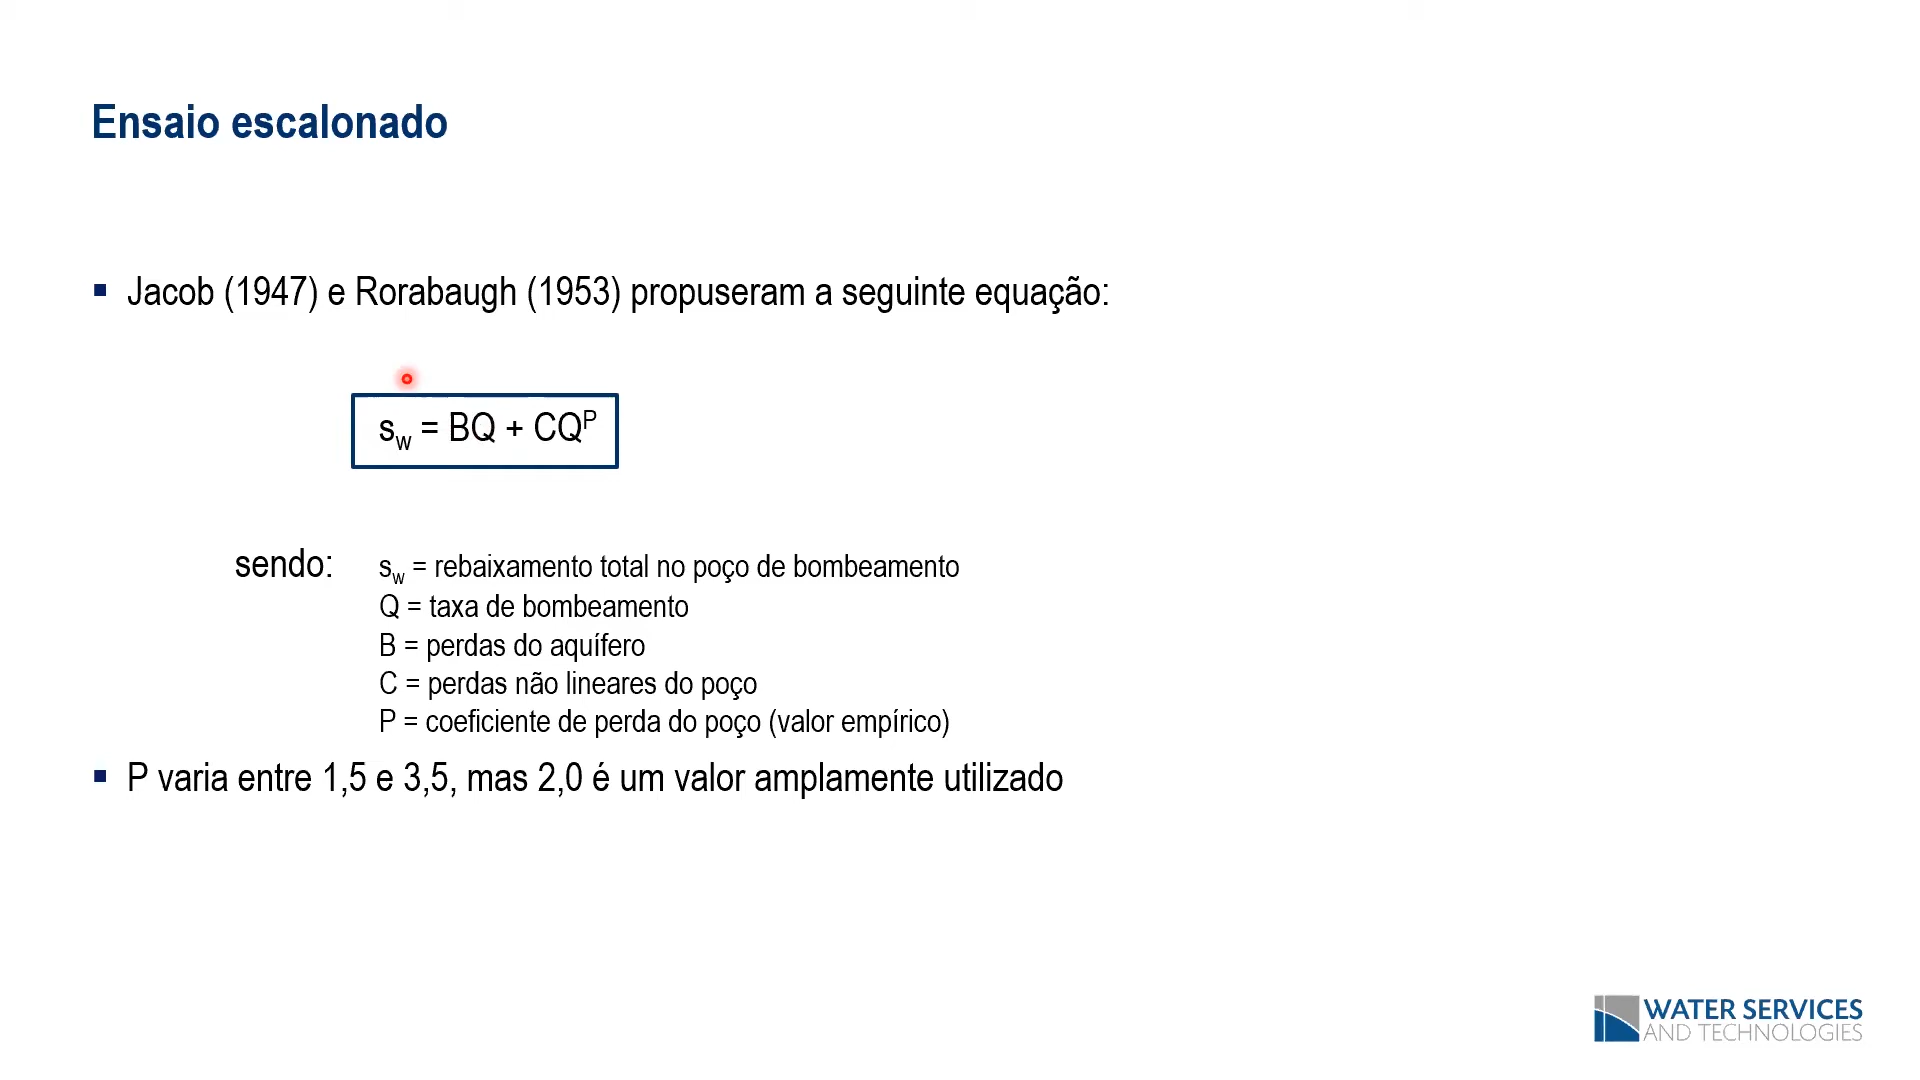 Ensaio escalonado
▪ Jacob (1947) e Rorabaugh (1953) propuseram a seguinte equação:
s_w = BQ + CQ^P
sendo: s_w = rebaixamento total no poço de bombeamento
Q = taxa de bombeamento
B = perdas do aquífero
C = perdas não lineares do poço
P = coeficiente de perda do poço (valor empírico)
▪ P varia entre 1,5 e 3,5, mas 2,0 é um valor amplamente utilizado
WATER SERVICES
AND TECHNOLOGIES